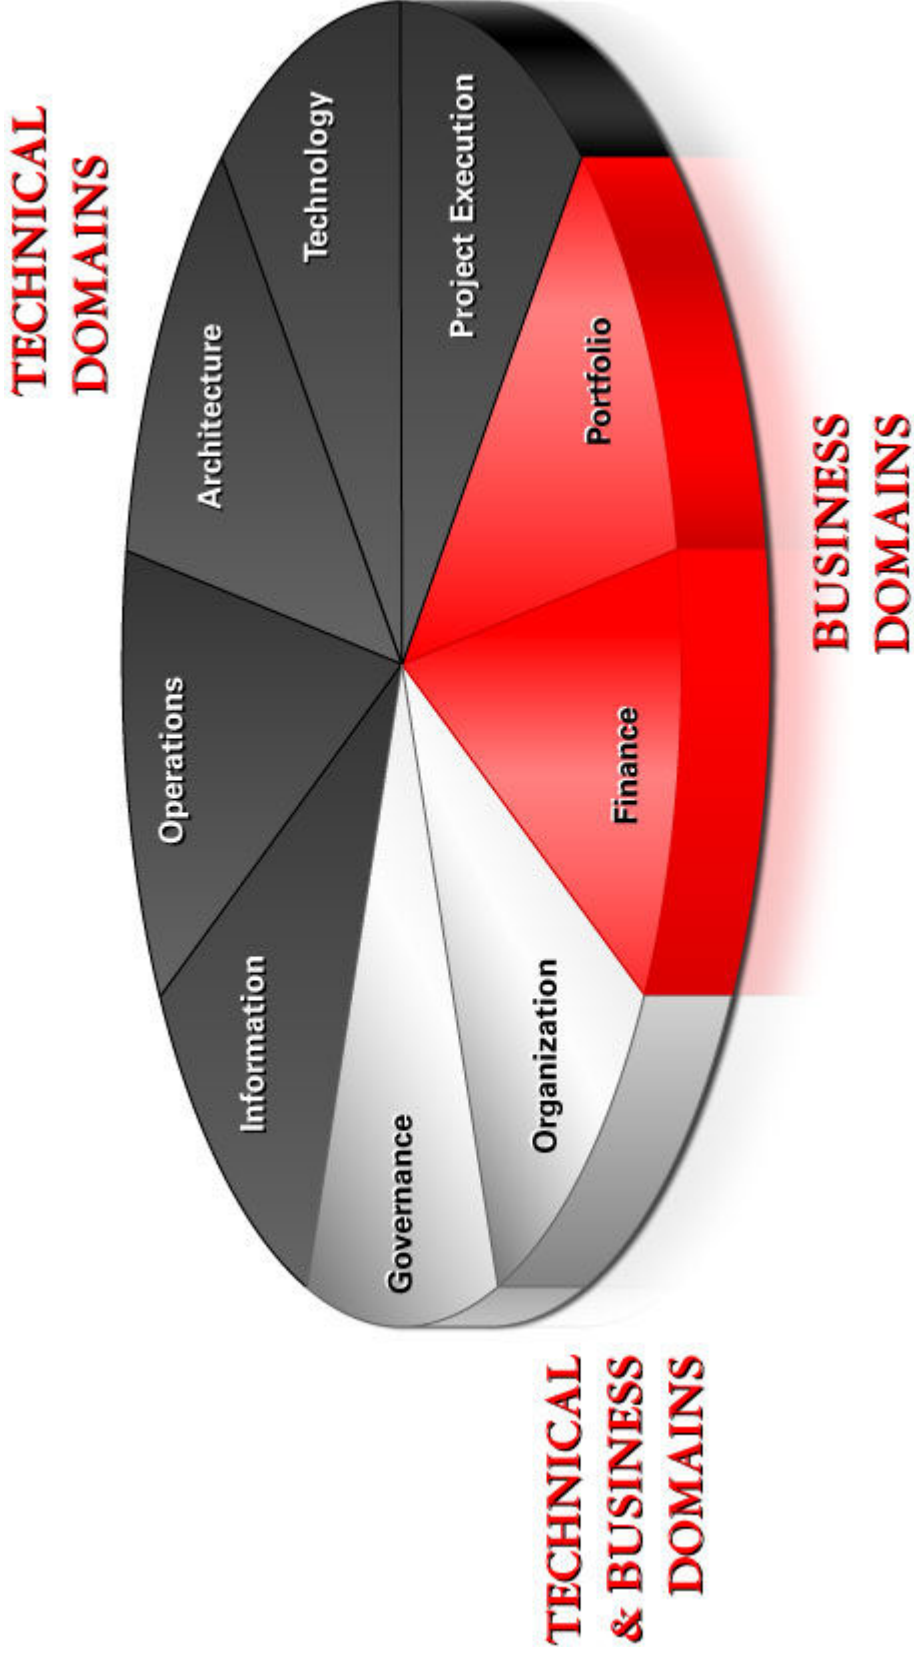 TECHNICAL
DOMAINS
Operations
Architecture
Information
Technology
Governance
Project Execution
Organization
Portfolio
Finance
TECHNICAL
& BUSINESS
DOMAINS
BUSINESS
DOMAINS